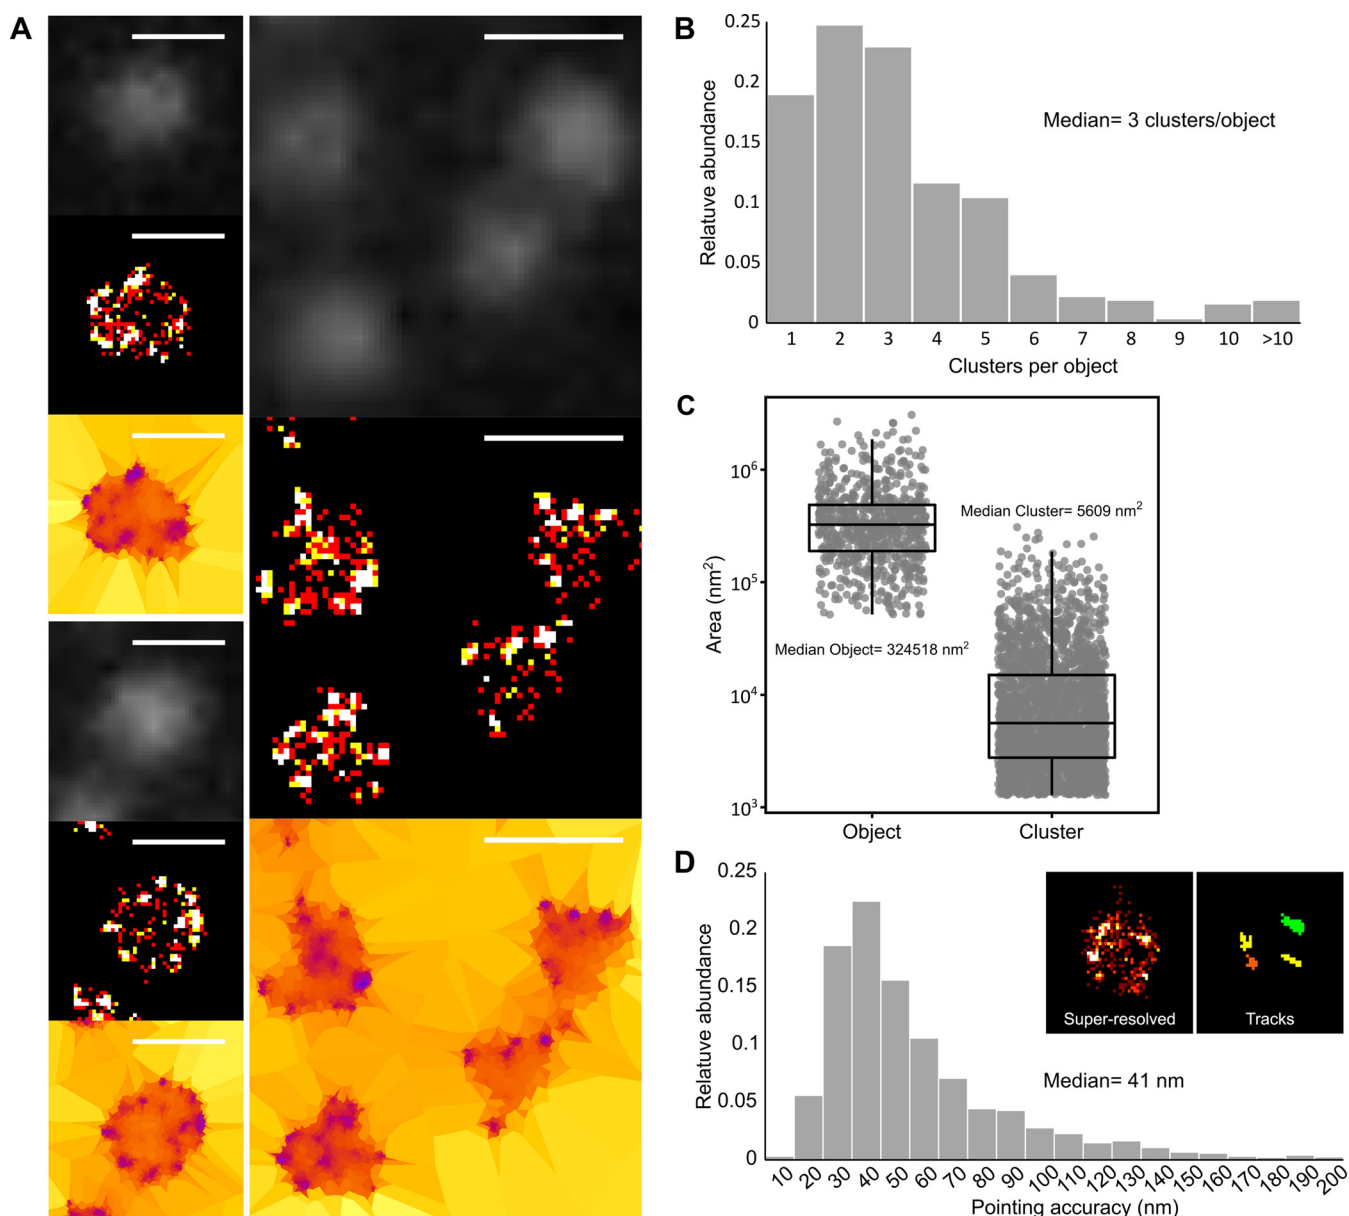 A
B
0.25
0.2
0.15
0.1
0.05
0
Relative abundance
Median= 3 clusters/object
1 2 3 4 5 6 7 8 9 10 >10
Clusters per object
C
10⁶
10⁵
10⁴
10³
Area (nm²)
Median Cluster= 5609 nm²
Median Object= 324518 nm²
Object Cluster
D
0.25
0.2
0.15
0.1
0.05
0
Relative abundance
Super-resolved
Tracks
Median= 41 nm
10 20 30 40 50 60 70 80 90 100 110 120 130 140 150 160 170 180 190 200
Pointing accuracy (nm)